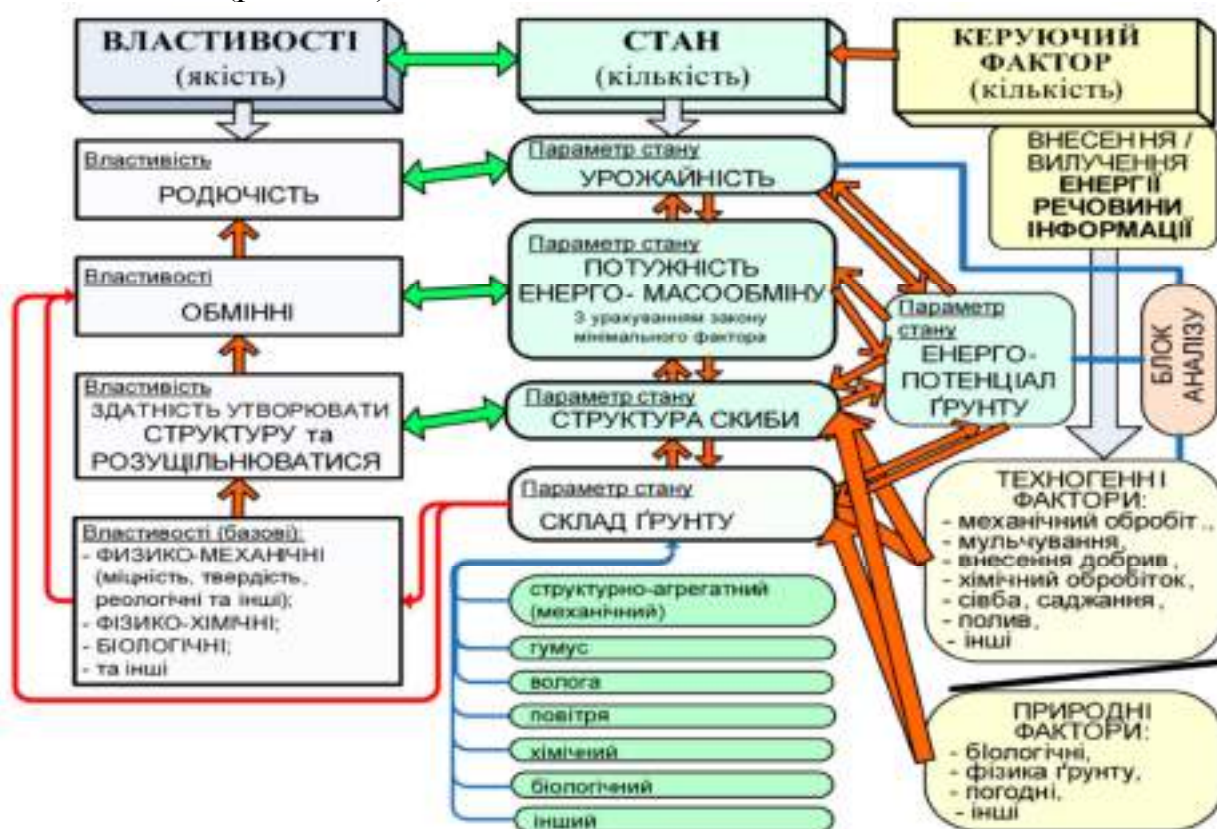 ВЛАСТИВОСТІ
(якість)
СТАН
(кількість)
КЕРУЮЧИЙ
ФАКТОР
(кількість)
Властивість
РОДЮЧІСТЬ
Властивості
ОБМІННІ
Властивість
ЗДАТНІСТЬ УТВОРЮВАТИ
СТРУКТУРУ та
РОЗУЩІЛЬНЮВАТИСЯ
Властивості (базові):
- ФИЗИКО-МЕХАНІЧНІ
(міцність, твердість,
реологічні та інші);
- ФІЗИКО-ХІМІЧНІ;
- БІОЛОГІЧНІ;
- та інші
Параметр стану
УРОЖАЙНІСТЬ
Параметр стану
ПОТУЖНІСТЬ
ЕНЕРГО- МАСООБМІНУ
З урахуванням закону
мінімального фактора
Параметр стану
СТРУКТУРА СКИБИ
Параметр стану
СКЛАД ҐРУНТУ
структурно-агрегатний
(механічний)
гумус
волога
повітря
хімічний
біологічний
інший
Параметр
стану
ЕНЕРГО-
ПОТЕНЦІАЛ
ҐРУНТУ
ВНЕСЕННЯ /
ВИЛУЧЕННЯ
ЕНЕРГІЇ
РЕЧОВИНИ
ІНФОРМАЦІЇ
БЛОК
АНАЛІЗУ
ТЕХНОГЕННІ
ФАКТОРИ:
- механічний обробіт.,
- мульчування,
- внесення добрив,
- хімічний обробіток,
- сівба, саджання,
- полив,
- інші
ПРИРОДНІ
ФАКТОРИ:
- біологічні,
- фізика ґрунту,
- погодні,
- інші